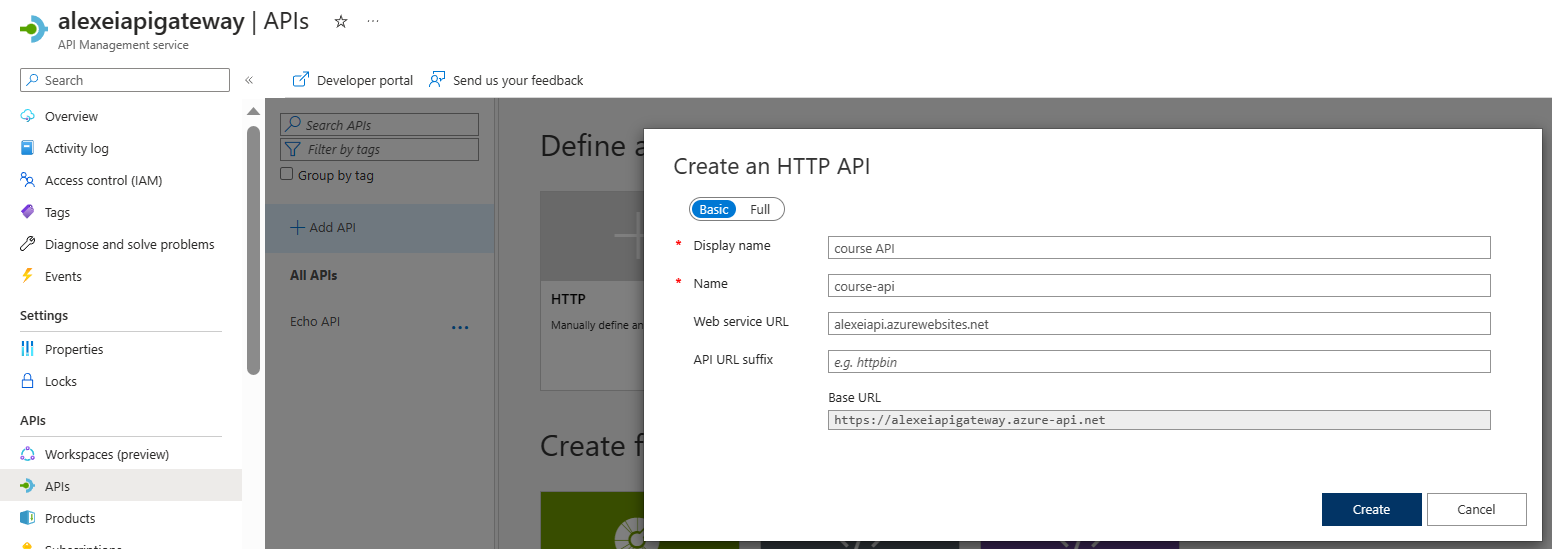 alexeiapigateway | APIs ☆ ...
API Management service
Search «
Overview
Activity log
Access control (IAM)
Tags
Diagnose and solve problems
Events
Settings
Properties
Locks
APIs
Workspaces (preview)
APIs
Products
Subscriptions
Developer portal Send us your feedback
Search APIs
Filter by tags
Group by tag
Add API
All APIs
Echo API ...
Define a
HTTP
Manually define an
Create f
Create an HTTP API
Basic Full
* Display name course API
* Name course-api
Web service URL alexeiapi.azurewebsites.net
API URL suffix e.g. httpbin
Base URL
https://alexeiapigateway.azure-api.net
Create Cancel